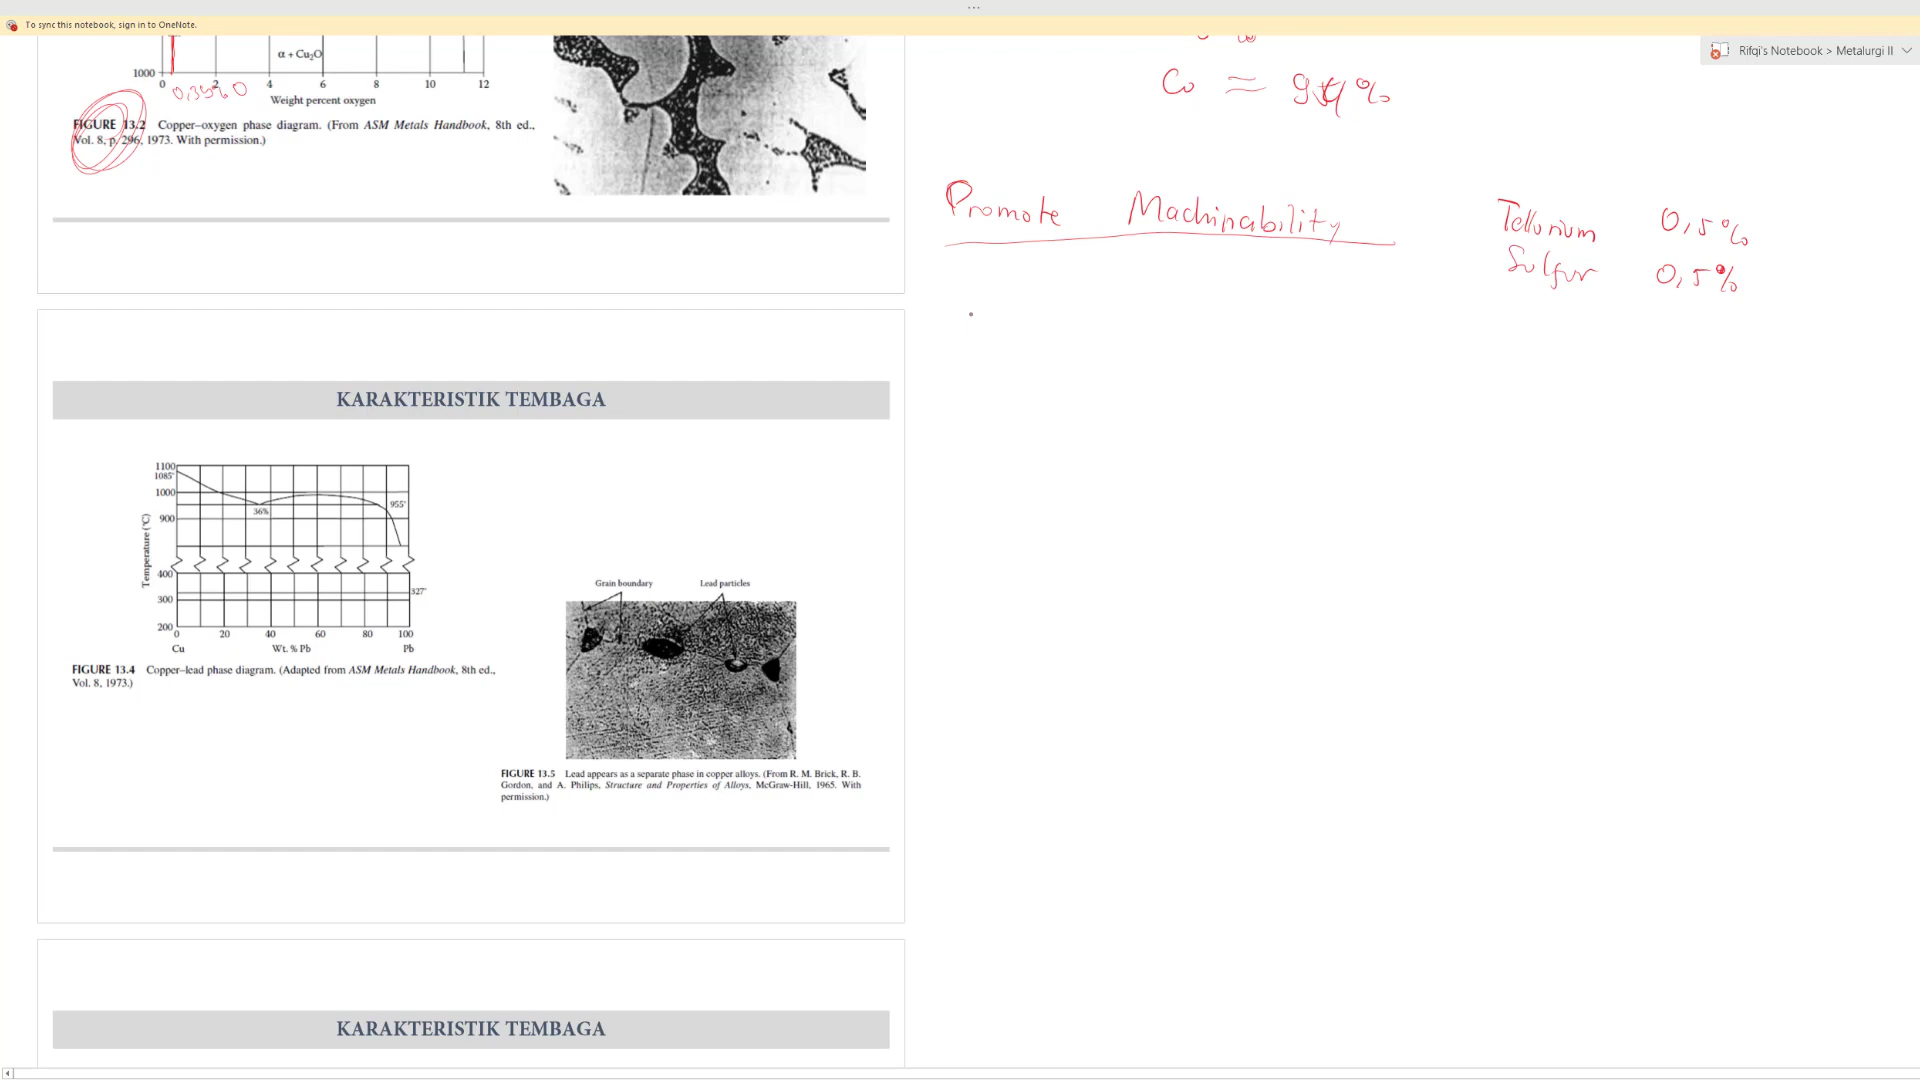 To sync this notebook, sign in to OneNote.
Rifqi's Notebook > Metalurgi II
α + Cu₂O
1000
0 2 4 6 8 10 12
Weight percent oxygen
FIGURE 13.2 Copper–oxygen phase diagram. (From ASM Metals Handbook, 8th ed.,
Vol. 8, p. 296, 1973. With permission.)
Promote Machinability
Tellurium 0,5%
Sulfur 0,5%
KARAKTERISTIK TEMBAGA
1100
1085°
1000
900
400
300
200
Temperature (°C)
36%
955°
327°
0 20 40 60 80 100
Cu Wt. % Pb Pb
FIGURE 13.4 Copper–lead phase diagram. (Adapted from ASM Metals Handbook, 8th ed.,
Vol. 8, 1973.)
Grain boundary Lead particles
FIGURE 13.5 Lead appears as a separate phase in copper alloys. (From R. M. Brick, R. B.
Gordon, and A. Philips, Structure and Properties of Alloys, McGraw-Hill, 1965. With
permission.)
KARAKTERISTIK TEMBAGA